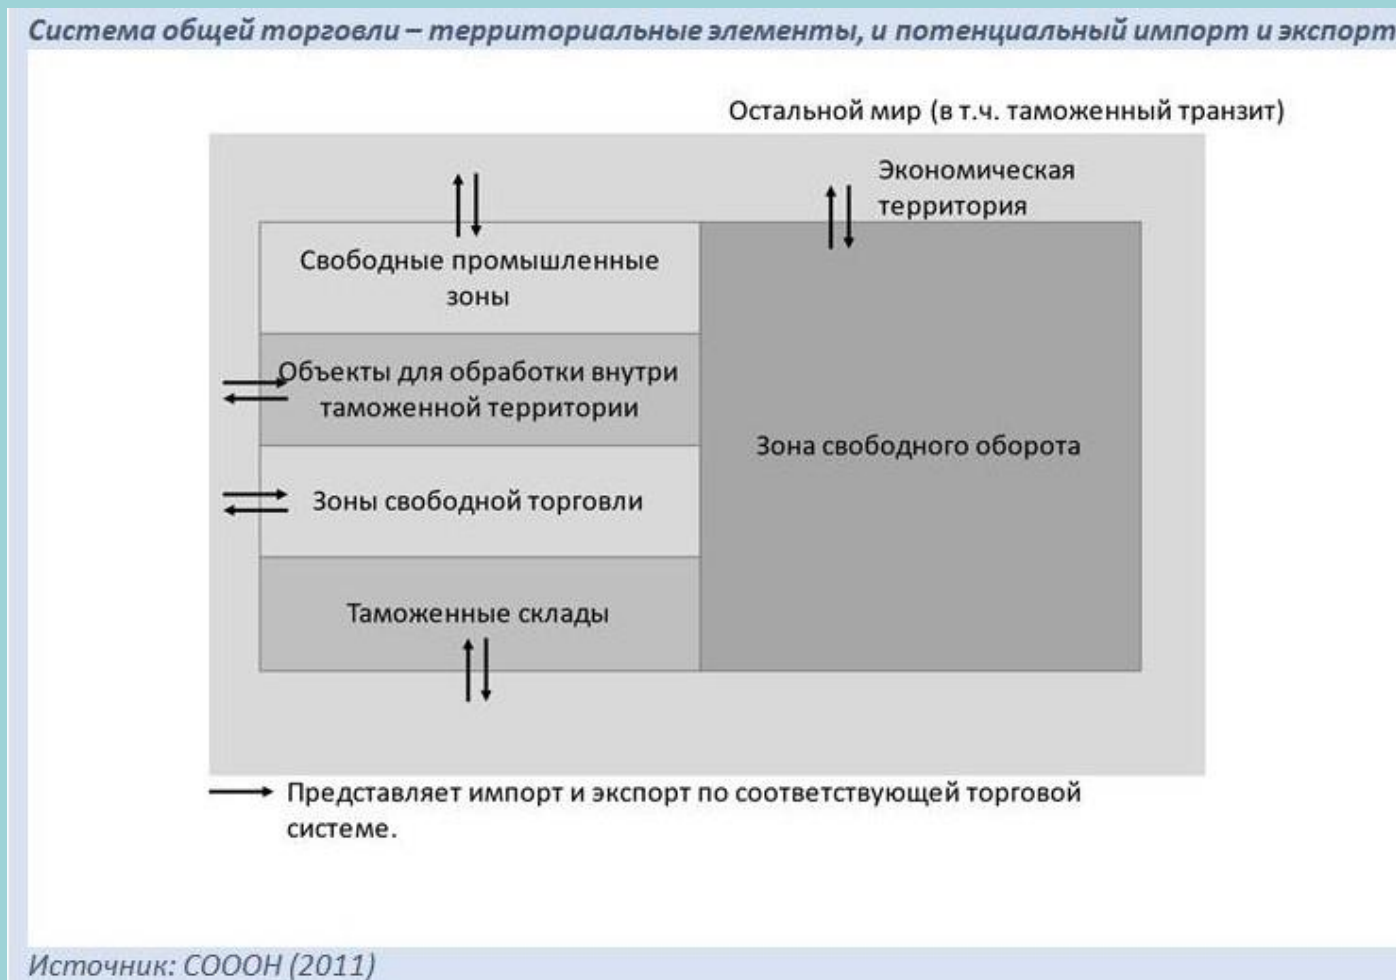 Система общей торговли – территориальные элементы, и потенциальный импорт и экспорт
Остальной мир (в т.ч. таможенный транзит)
Экономическая
территория
Свободные промышленные
зоны
Объекты для обработки внутри
таможенной территории
Зона свободного оборота
Зоны свободной торговли
Таможенные склады
Представляет импорт и экспорт по соответствующей торговой
системе.
Источник: СОООН (2011)